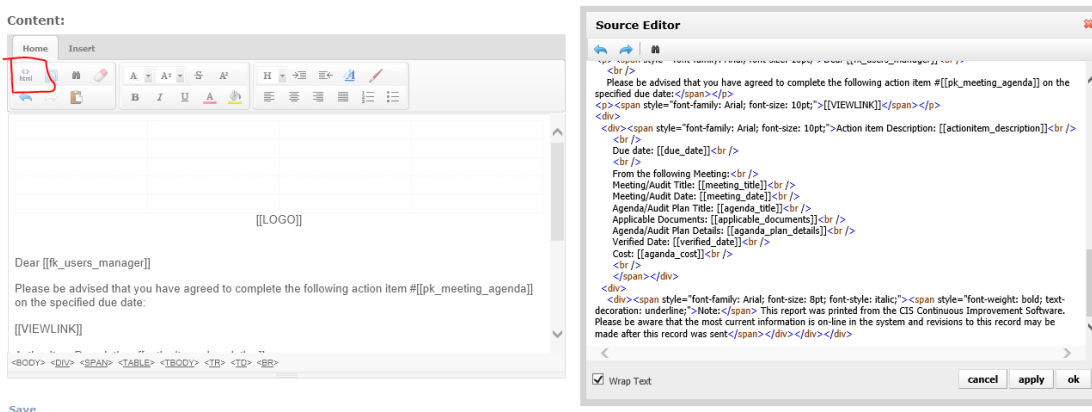 Content:
Home Insert
html
A A² S A² H
B I U A
[[LOGO]]
Dear [[fk_users_manager]]
Please be advised that you have agreed to complete the following action item #[[pk_meeting_agenda]]
on the specified due date:
[[VIEWLINK]]
<BODY> <DIV> <SPAN> <TABLE> <TBODY> <TR> <TD> <BR>
Save
Source Editor
<br />
Please be advised that you have agreed to complete the following action item #[[pk_meeting_agenda]] on the
specified due date:</span></p>
<p><span style="font-family: Arial; font-size: 10pt;">[[VIEWLINK]]</span></p>
<div>
<div><span style="font-family: Arial; font-size: 10pt;">Action item Description: [[actionitem_description]]<br />
<br />
Due date: [[due_date]]<br />
<br />
From the following Meeting:<br />
Meeting/Audit Title: [[meeting_title]]<br />
Meeting/Audit Date: [[meeting_date]]<br />
Agenda/Audit Plan Title: [[agenda_title]]<br />
Applicable Documents: [[applicable_documents]]<br />
Agenda/Audit Plan Details: [[aganda_plan_details]]<br />
Verified Date: [[verified_date]]<br />
Cost: [[aganda_cost]]<br />
<br />
</span></div>
<div>
<div><span style="font-family: Arial; font-size: 8pt; font-style: italic;"><span style="font-weight: bold; text-
decoration: underline;">Note:</span> This report was printed from the CIS Continuous Improvement Software.
Please be aware that the most current information is on-line in the system and revisions to this record may be
made after this record was sent</span></div></div></div>
Wrap Text
cancel apply ok